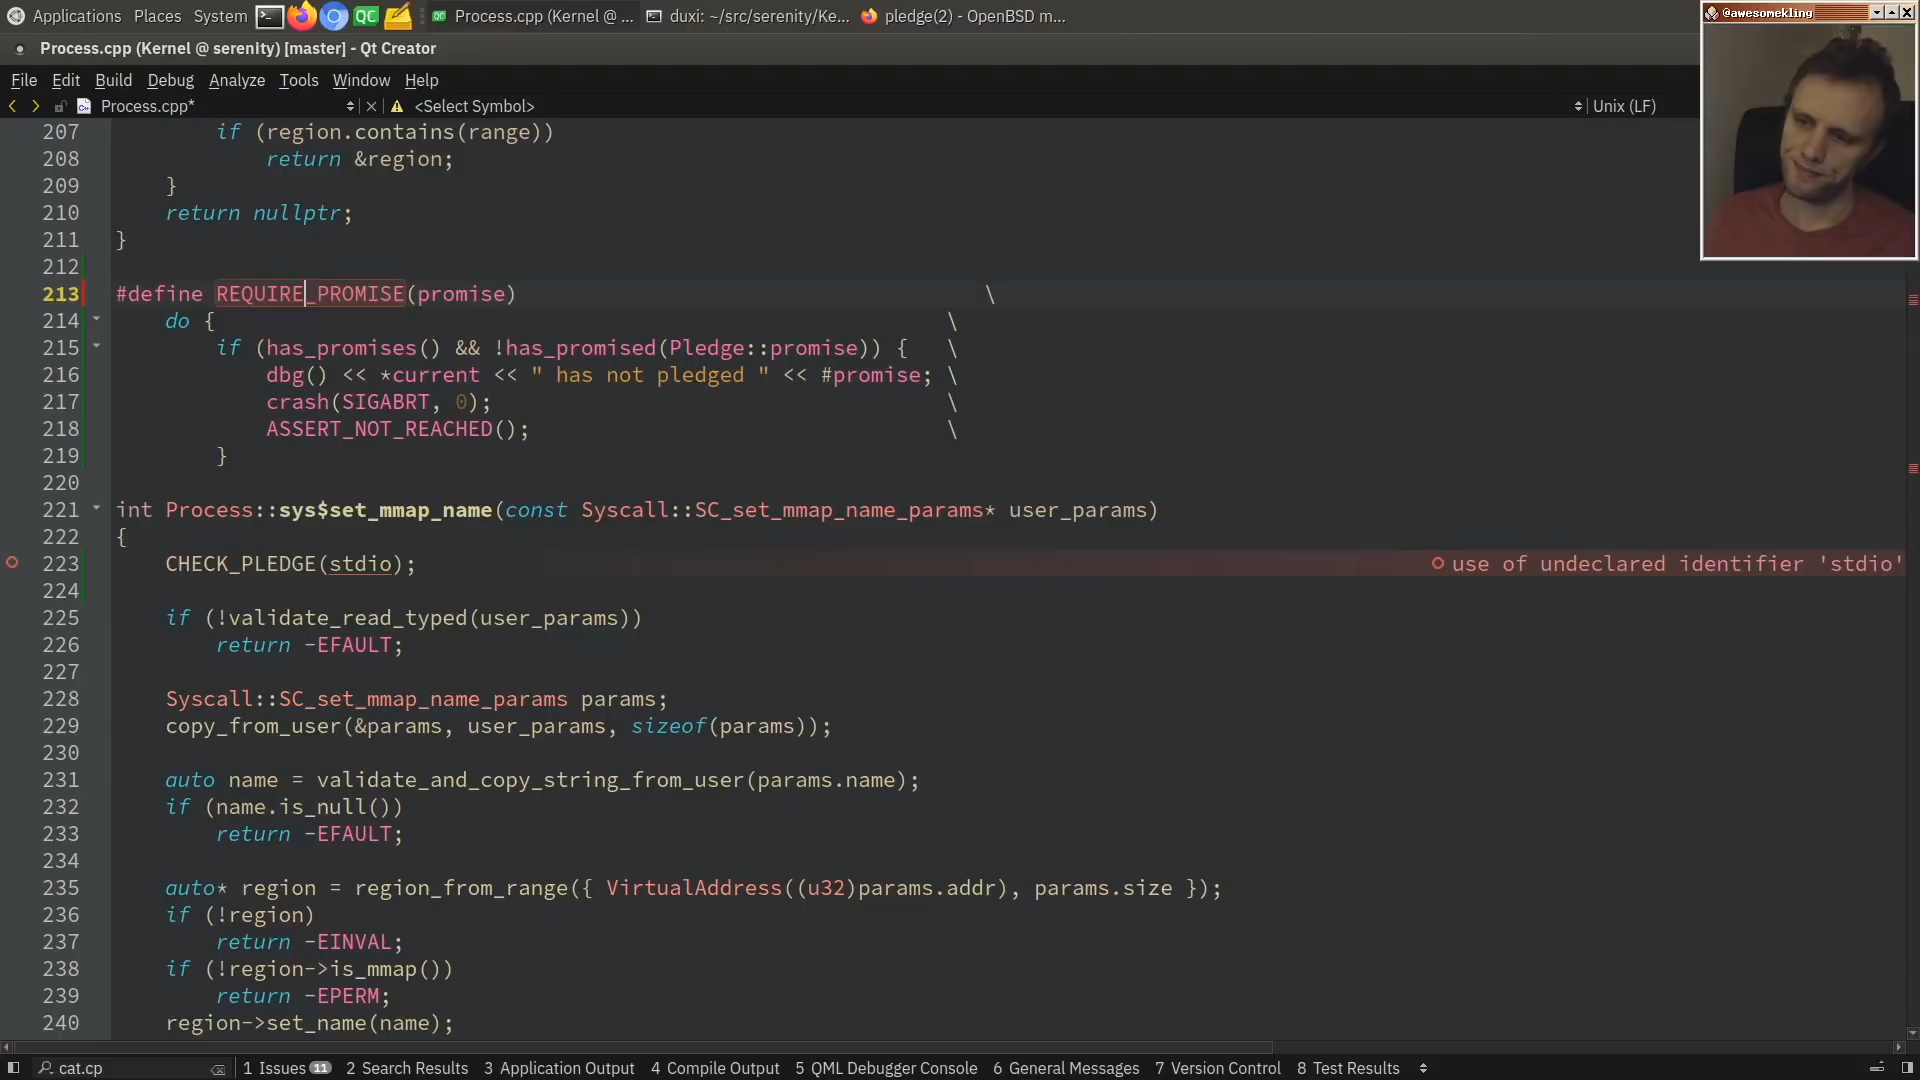 Applications Places System QC QC Process.cpp (Kernel @ ... duxi: ~/src/serenity/Ke... pledge(2) - OpenBSD m...
@awesomekling
Process.cpp (Kernel @ serenity) [master] - Qt Creator
File Edit Build Debug Analyze Tools Window Help
Process.cpp* <Select Symbol> Unix (LF)
207 if (region.contains(range))
208 return &region;
209 }
210 return nullptr;
211 }
212
213 #define REQUIRE_PROMISE(promise) \
214 do { \
215 if (has_promises() && !has_promised(Pledge::promise)) { \
216 dbg() << *current << " has not pledged " << #promise; \
217 crash(SIGABRT, 0); \
218 ASSERT_NOT_REACHED(); \
219 }
220
221 int Process::sys$set_mmap_name(const Syscall::SC_set_mmap_name_params* user_params)
222 {
223 CHECK_PLEDGE(stdio); use of undeclared identifier 'stdio'
224
225 if (!validate_read_typed(user_params))
226 return -EFAULT;
227
228 Syscall::SC_set_mmap_name_params params;
229 copy_from_user(&params, user_params, sizeof(params));
230
231 auto name = validate_and_copy_string_from_user(params.name);
232 if (name.is_null())
233 return -EFAULT;
234
235 auto* region = region_from_range({ VirtualAddress((u32)params.addr), params.size });
236 if (!region)
237 return -EINVAL;
238 if (!region->is_mmap())
239 return -EPERM;
240 region->set_name(name);
cat.cp 1 Issues 11 2 Search Results 3 Application Output 4 Compile Output 5 QML Debugger Console 6 General Messages 7 Version Control 8 Test Results